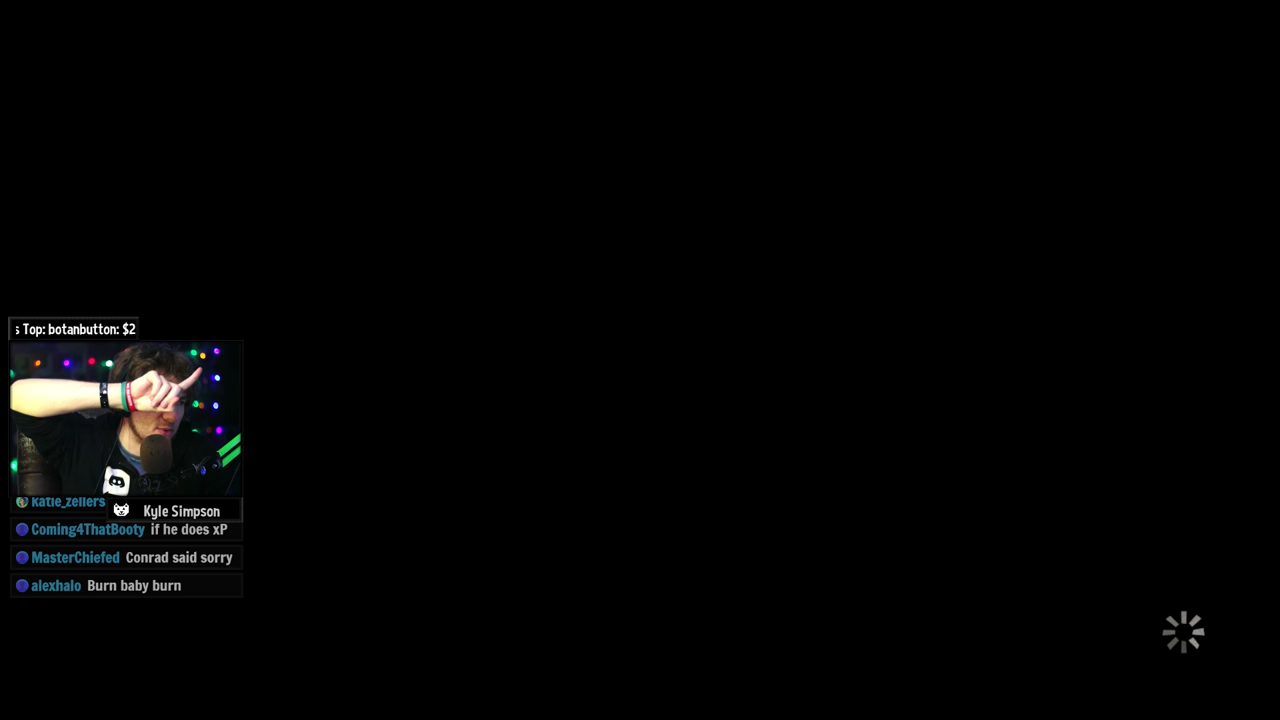 s Top: botanbutton: $2
katie_zellers
Kyle Simpson
Coming4ThatBooty if he does xP
MasterChiefed Conrad said sorry
alexhalo Burn baby burn